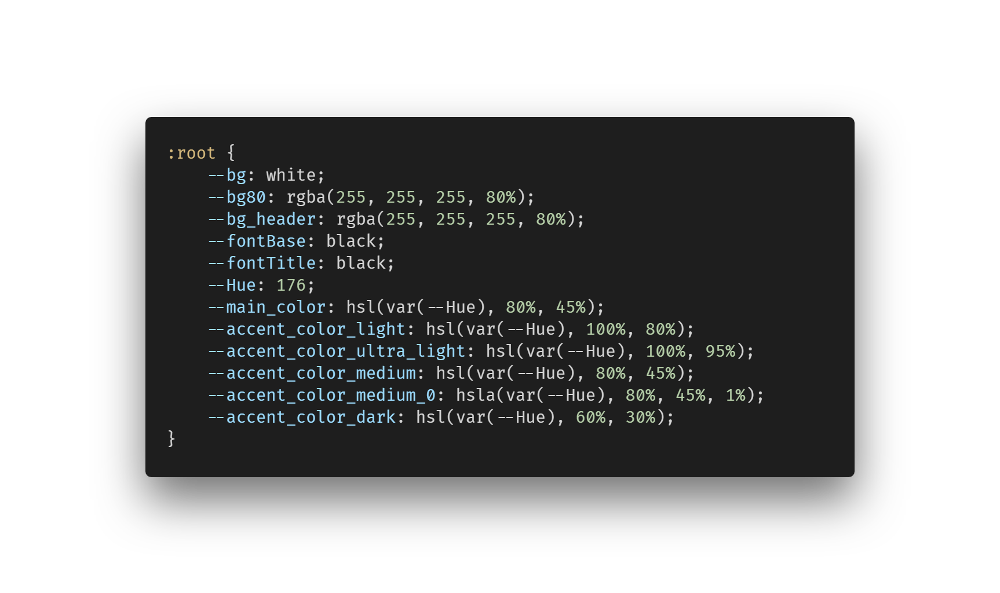 :root {
    --bg: white;
    --bg80: rgba(255, 255, 255, 80%);
    --bg_header: rgba(255, 255, 255, 80%);
    --fontBase: black;
    --fontTitle: black;
    --Hue: 176;
    --main_color: hsl(var(--Hue), 80%, 45%);
    --accent_color_light: hsl(var(--Hue), 100%, 80%);
    --accent_color_ultra_light: hsl(var(--Hue), 100%, 95%);
    --accent_color_medium: hsl(var(--Hue), 80%, 45%);
    --accent_color_medium_0: hsla(var(--Hue), 80%, 45%, 1%);
    --accent_color_dark: hsl(var(--Hue), 60%, 30%);
}